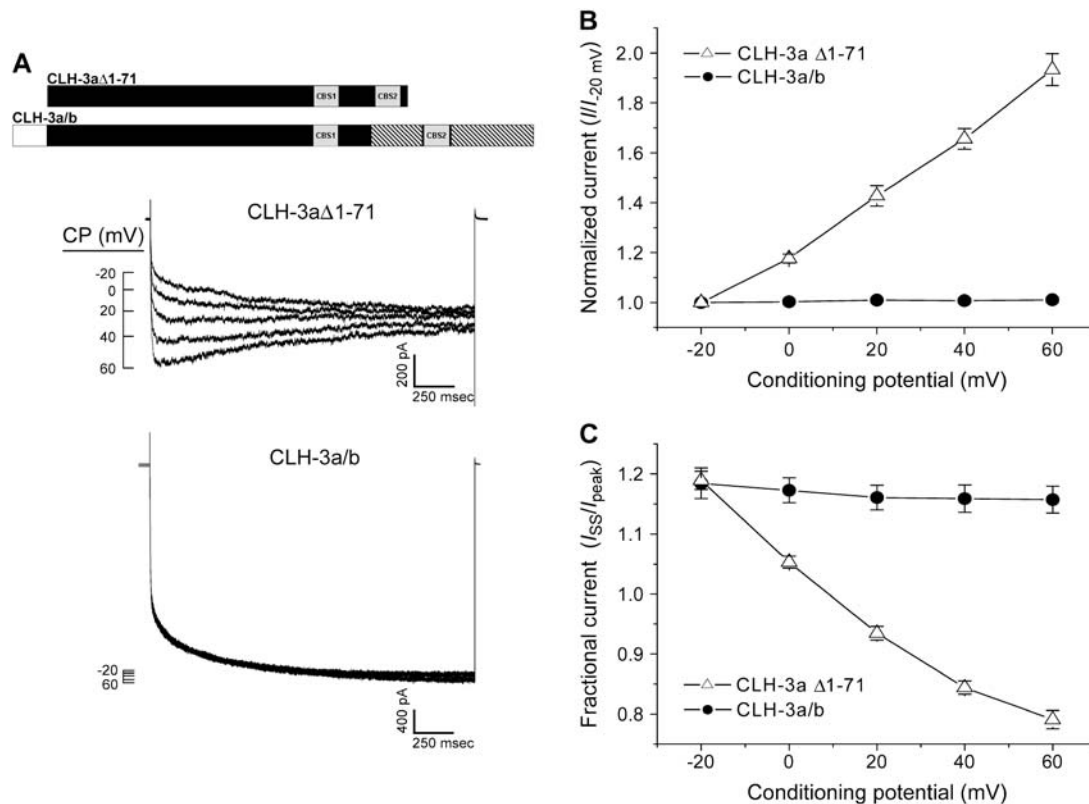 A
CLH-3aΔ1-71
CBS1
CBS2
CLH-3a/b
CBS1
CBS2
CLH-3aΔ1-71
CP (mV)
-20
0
20
40
60
200 pA
250 msec
CLH-3a/b
-20
60
400 pA
250 msec
B
Normalized current (I/I-20 mV)
2.0
1.8
1.6
1.4
1.2
1.0
CLH-3a Δ1-71
CLH-3a/b
-20 0 20 40 60
Conditioning potential (mV)
C
Fractional current (ISS/Ipeak)
1.2
1.1
1.0
0.9
0.8
CLH-3a Δ1-71
CLH-3a/b
-20 0 20 40 60
Conditioning potential (mV)